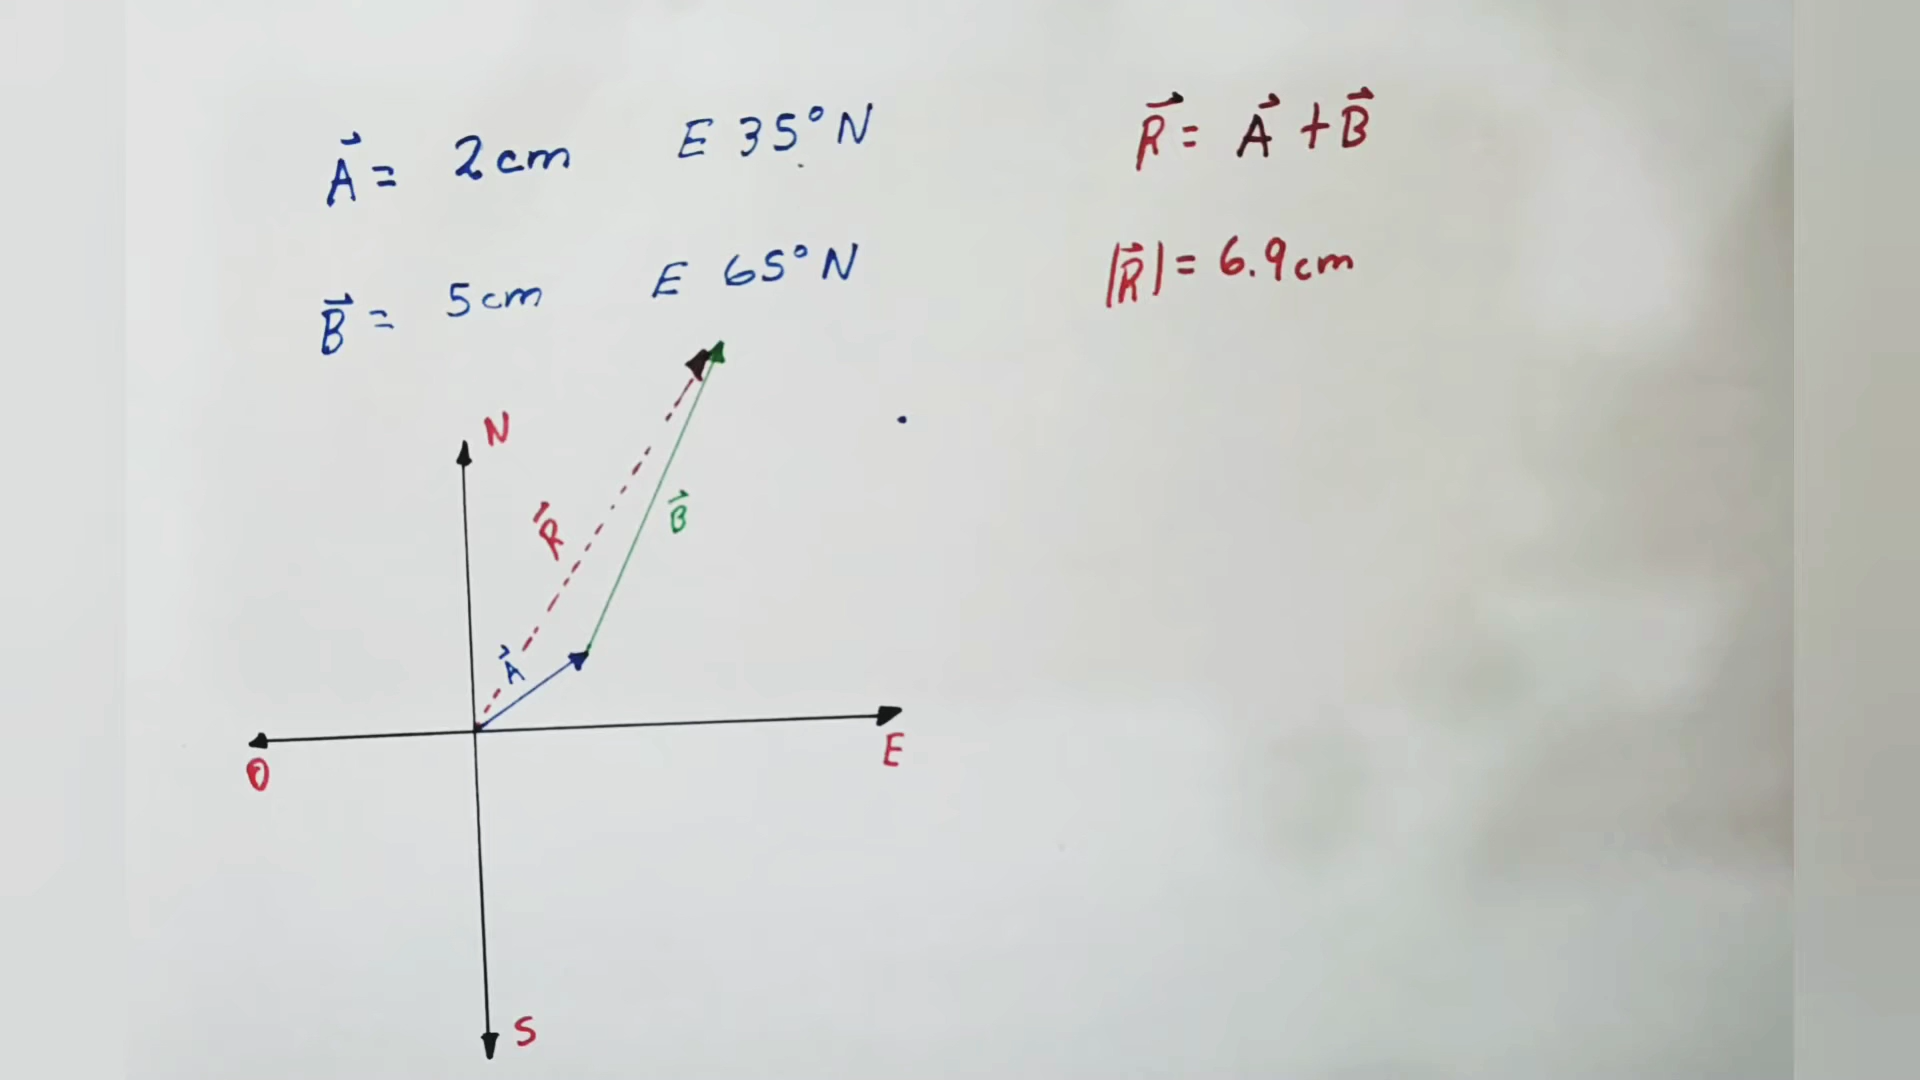 A⃗ = 2cm E 35° N
B⃗ = 5cm E 65° N
R⃗ = A⃗ + B⃗
|R⃗| = 6.9cm
N
R⃗
B⃗
A⃗
O
E
S